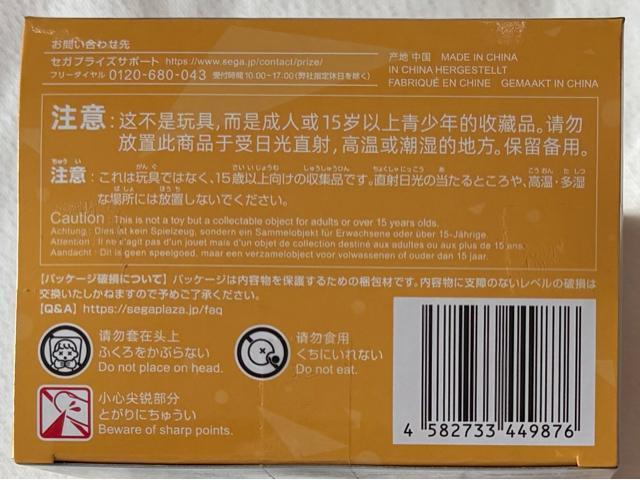 お問い合わせ先
セガプライズサポート https://www.sega.jp/contact/prize/
フリーダイヤル 0120-680-043 受付時間10:00~17:00(弊社指定休日を除く)
产地 中国 MADE IN CHINA
IN CHINA HERGESTELLT
FABRIQUÉ EN CHINE GEMAAKT IN CHINA
注意:这不是玩具,而是成人或15岁以上青少年的收藏品。请勿
放置此商品于受日光直射,高温或潮湿的地方。保留备用。
注意:これは玩具ではなく、15歳以上向けの収集品です。直射日光の当たるところや、高温・多湿
な場所には放置しないでください。
Caution : This is not a toy but a collectable object for adults or over 15 years olds.
Achtung : Dies ist kein Spielzeug, sondern ein Sammelobjekt für Erwachsene oder über 15-Jährige.
Attention : Il ne s'agit pas d'un jouet mais d'un objet de collection destiné aux adultes ou aux plus de 15 ans.
Aandacht : Dit is geen speelgoed, maar een verzamelobject voor volwassenen of ouder dan 15 jaar.
【パッケージ破損について】パッケージは内容物を保護するための梱包材です。内容物に支障のないレベルの破損は
交換いたしかねますので予めご了承ください。
【Q&A】https://segaplaza.jp/faq
请勿套在头上
ふくろをかぶらない
Do not place on head.
请勿食用
くちにいれない
Do not eat.
小心尖锐部分
とがりにちゅうい
Beware of sharp points.
4 582733 449876